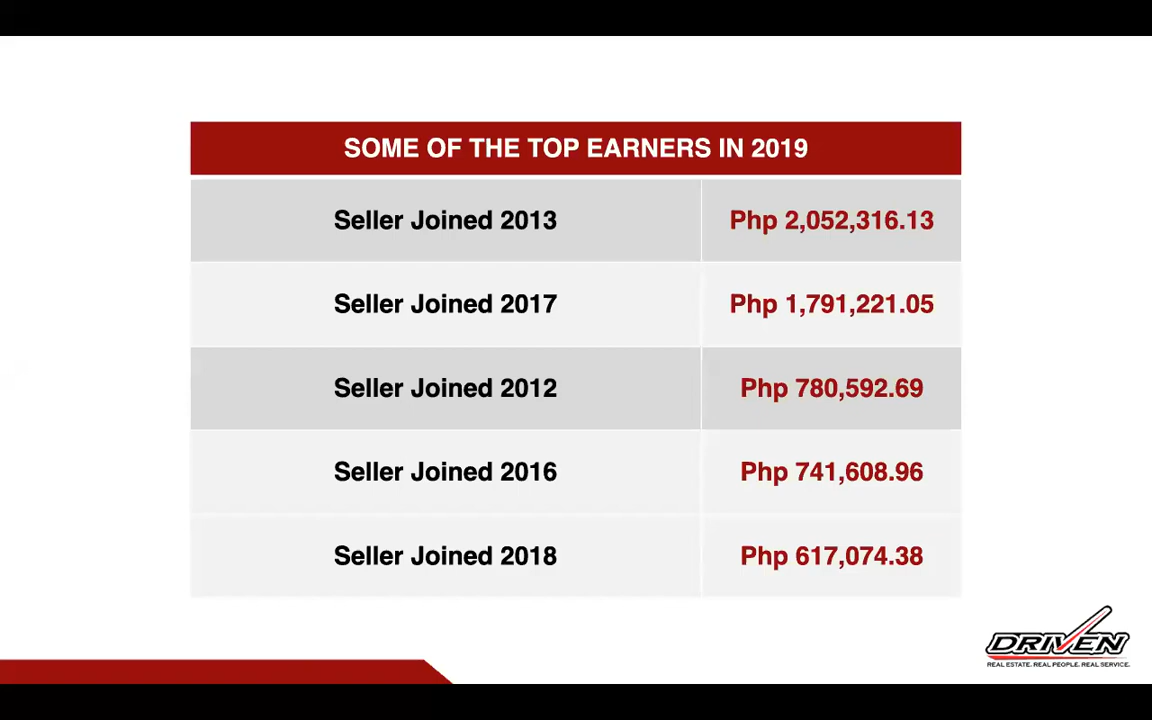 SOME OF THE TOP EARNERS IN 2019
Seller Joined 2013 Php 2,052,316.13
Seller Joined 2017 Php 1,791,221.05
Seller Joined 2012 Php 780,592.69
Seller Joined 2016 Php 741,608.96
Seller Joined 2018 Php 617,074.38
DRIVEN
REAL ESTATE. REAL PEOPLE. REAL SERVICE.